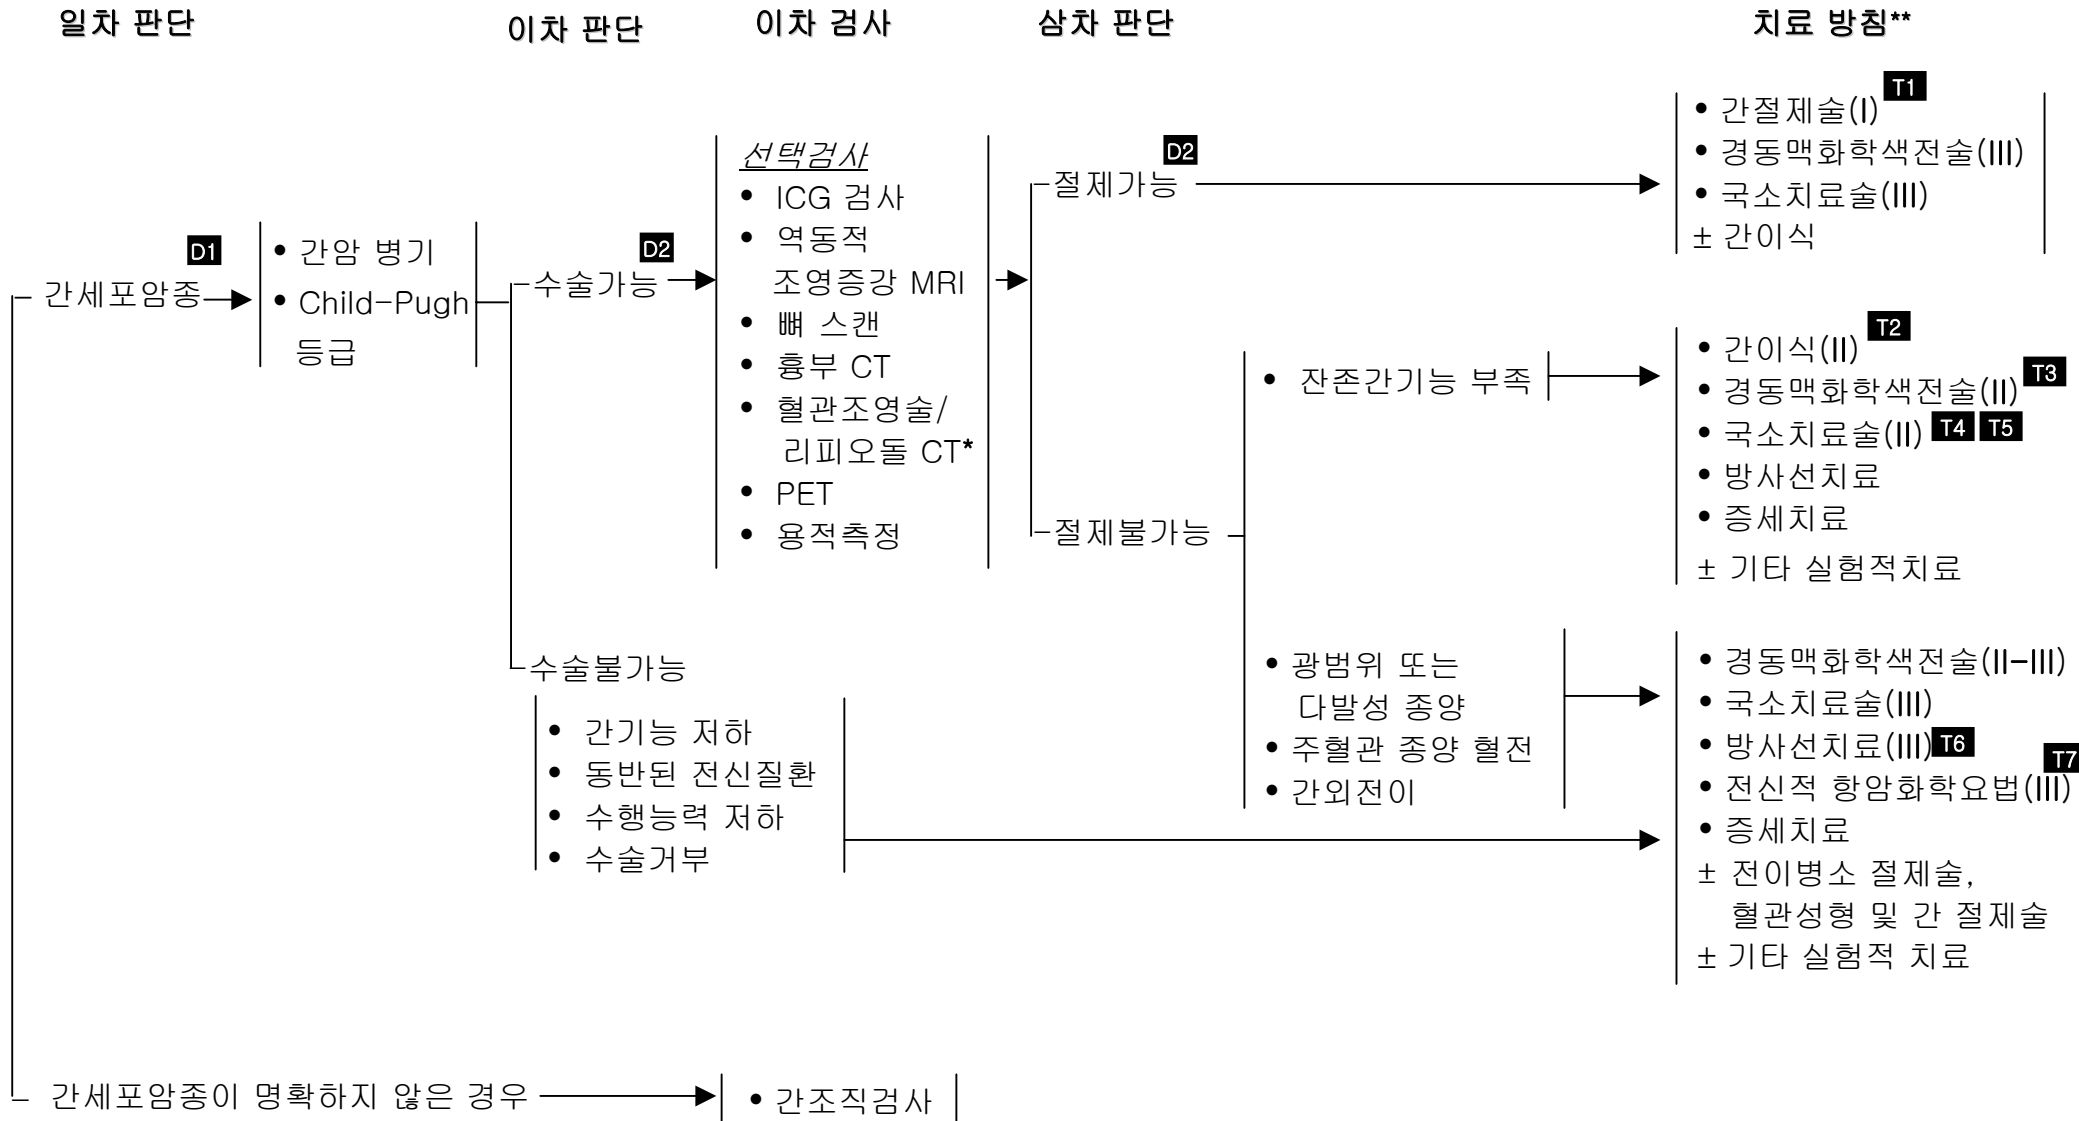 일차 판단
이차 판단
이차 검사
삼차 판단
치료 방침**
– 간세포암종 D1
• 간암 병기
• Child-Pugh
등급
–수술가능 D2
선택검사
• ICG 검사
• 역동적
조영증강 MRI
• 뼈 스캔
• 흉부 CT
• 혈관조영술/
리피오돌 CT*
• PET
• 용적측정
–절제가능 D2
• 간절제술(I) T1
• 경동맥화학색전술(III)
• 국소치료술(III)
± 간이식
–절제불가능
• 잔존간기능 부족
• 간이식(II) T2
• 경동맥화학색전술(II) T3
• 국소치료술(II) T4 T5
• 방사선치료
• 증세치료
± 기타 실험적치료
• 광범위 또는
다발성 종양
• 주혈관 종양 혈전
• 간외전이
–수술불가능
• 간기능 저하
• 동반된 전신질환
• 수행능력 저하
• 수술거부
• 경동맥화학색전술(II-III)
• 국소치료술(III)
• 방사선치료(III) T6
• 전신적 항암화학요법(III) T7
• 증세치료
± 전이병소 절제술,
혈관성형 및 간 절제술
± 기타 실험적 치료
– 간세포암종이 명확하지 않은 경우
• 간조직검사